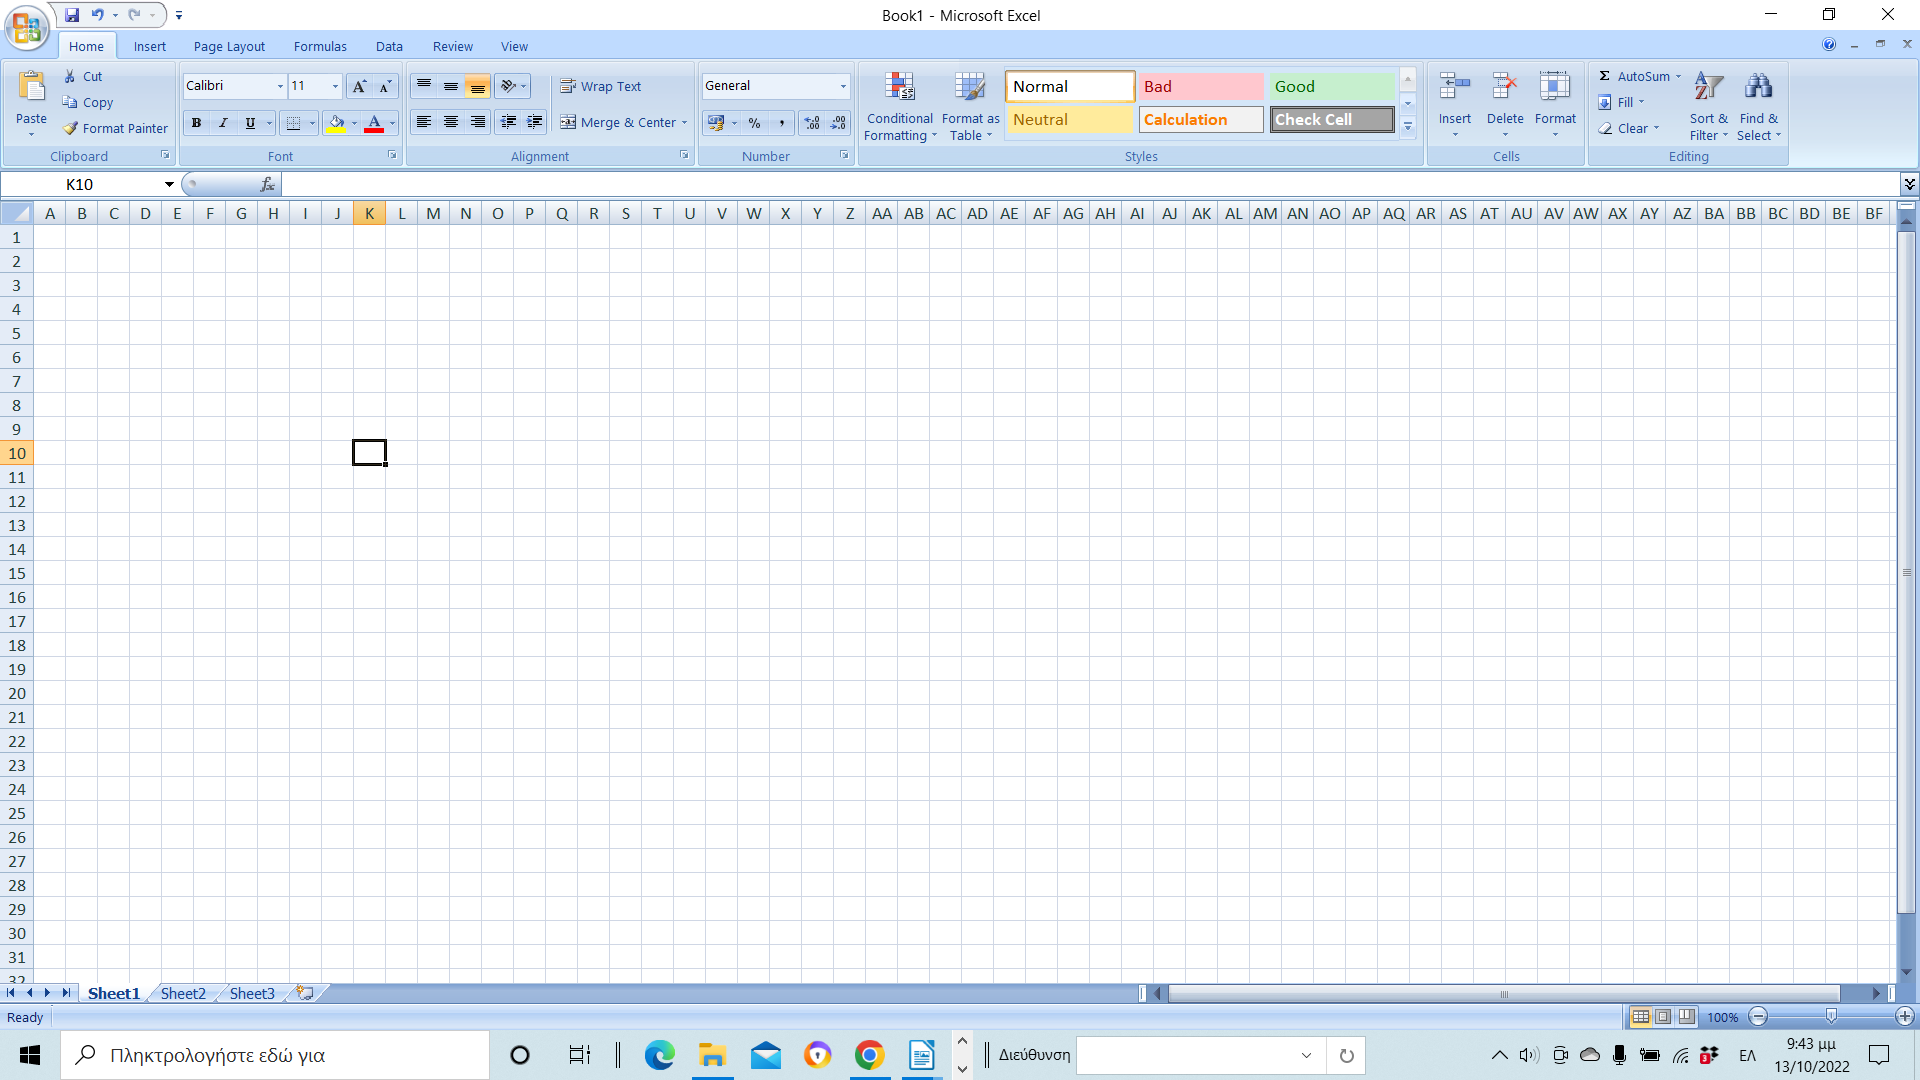 Book1 - Microsoft Excel
Home Insert Page Layout Formulas Data Review View
Paste Cut Copy Format Painter
Calibri 11 A A B I U A
Wrap Text Merge & Center
General % ,
Conditional Formatting Format as Table
Normal Bad Good
Neutral Calculation Check Cell
Insert Delete Format
Σ AutoSum Fill Clear Sort & Filter Find & Select
Clipboard Font Alignment Number Styles Cells Editing
K10 fx
A B C D E F G H I J K L M N O P Q R S T U V W X Y Z AA AB AC AD AE AF AG AH AI AJ AK AL AM AN AO AP AQ AR AS AT AU AV AW AX AY AZ BA BB BC BD BE BF
1
2
3
4
5
6
7
8
9
10
11
12
13
14
15
16
17
18
19
20
21
22
23
24
25
26
27
28
29
30
31
32
Sheet1 Sheet2 Sheet3
Ready 100%
Πληκτρολογήστε εδώ για Διεύθυνση 3 ΕΛ 9:43 μμ
13/10/2022